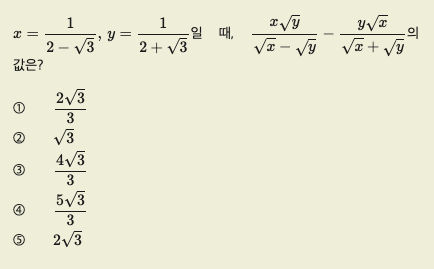 x = 1/(2 − √3), y = 1/(2 + √3) 일 때, x√y/(√x − √y) − y√x/(√x + √y) 의
값은?
① 2√3/3
② √3
③ 4√3/3
④ 5√3/3
⑤ 2√3